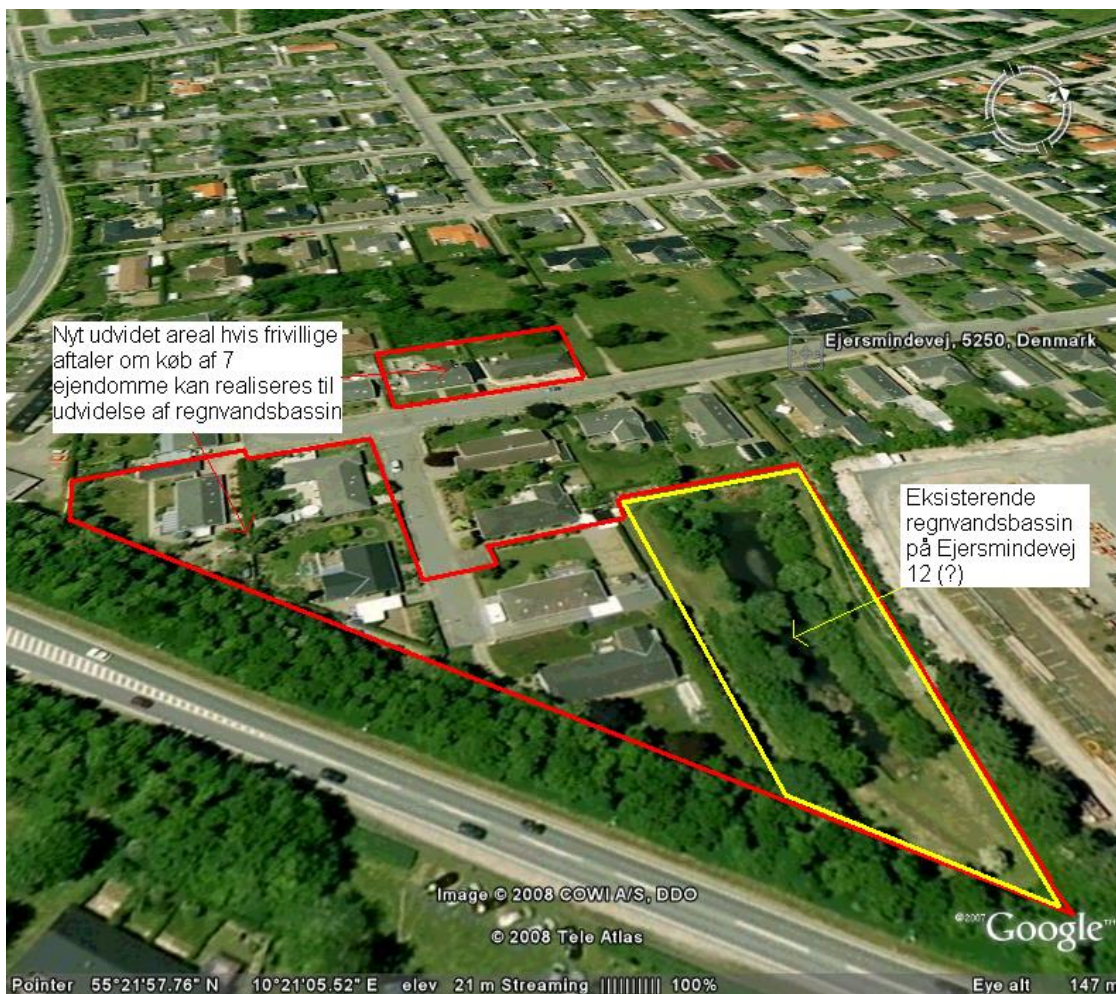 Nyt udvidet areal hvis frivillige
aftaler om køb af 7
ejendomme kan realiseres til
udvidelse af regnvandsbassin
Ejersmindevej, 5250, Denmark
Eksisterende
regnvandsbassin
på Ejersmindevej
12 (?)
Image © 2008 COWI A/S, DDO
© 2008 Tele Atlas
©2007 Google™
Pointer 55°21'57.76" N 10°21'05.52" E elev 21 m Streaming |||||||||| 100% Eye alt 147 m